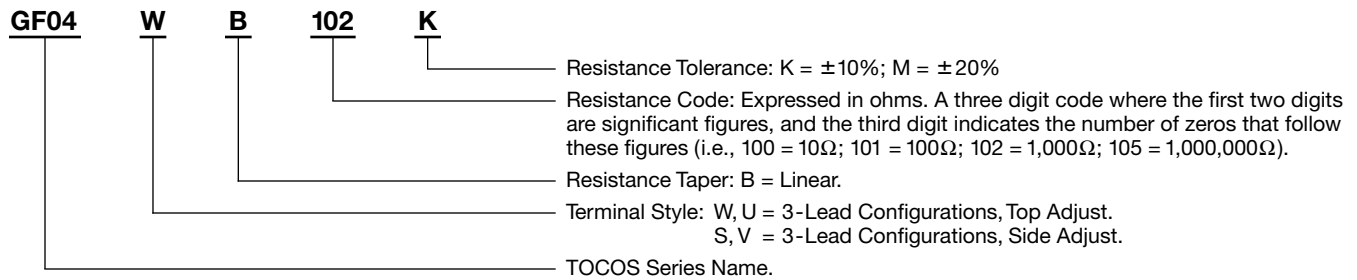 GF04 W B 102 K
Resistance Tolerance: K = ±10%; M = ±20%
Resistance Code: Expressed in ohms. A three digit code where the first two digits
are significant figures, and the third digit indicates the number of zeros that follow
these figures (i.e., 100 = 10Ω; 101 = 100Ω; 102 = 1,000Ω; 105 = 1,000,000Ω).
Resistance Taper: B = Linear.
Terminal Style: W, U = 3-Lead Configurations, Top Adjust.
S, V = 3-Lead Configurations, Side Adjust.
TOCOS Series Name.